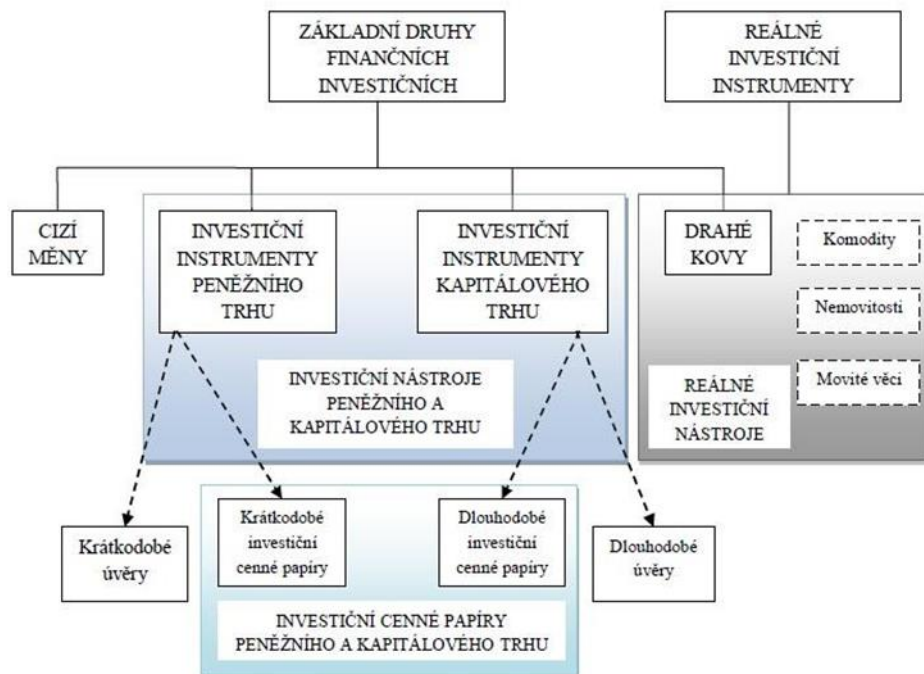 ZÁKLADNÍ DRUHY
FINANČNÍCH
INVESTIČNÍCH
REÁLNÉ
INVESTIČNÍ
INSTRUMENTY
CIZÍ
MĚNY
INVESTIČNÍ
INSTRUMENTY
PENĚŽNÍHO
TRHU
INVESTIČNÍ
INSTRUMENTY
KAPITÁLOVÉHO
TRHU
DRAHÉ
KOVY
Komodity
Nemovitosti
Movité věci
INVESTIČNÍ NÁSTROJE
PENĚŽNÍHO A
KAPITÁLOVÉHO TRHU
REÁLNÉ
INVESTIČNÍ
NÁSTROJE
Krátkodobé
úvěry
Krátkodobé
investiční
cenné papíry
Dlouhodobé
investiční
cenné papíry
Dlouhodobé
úvěry
INVESTIČNÍ CENNÉ PAPÍRY
PENĚŽNÍHO A KAPITÁLOVÉHO TRHU